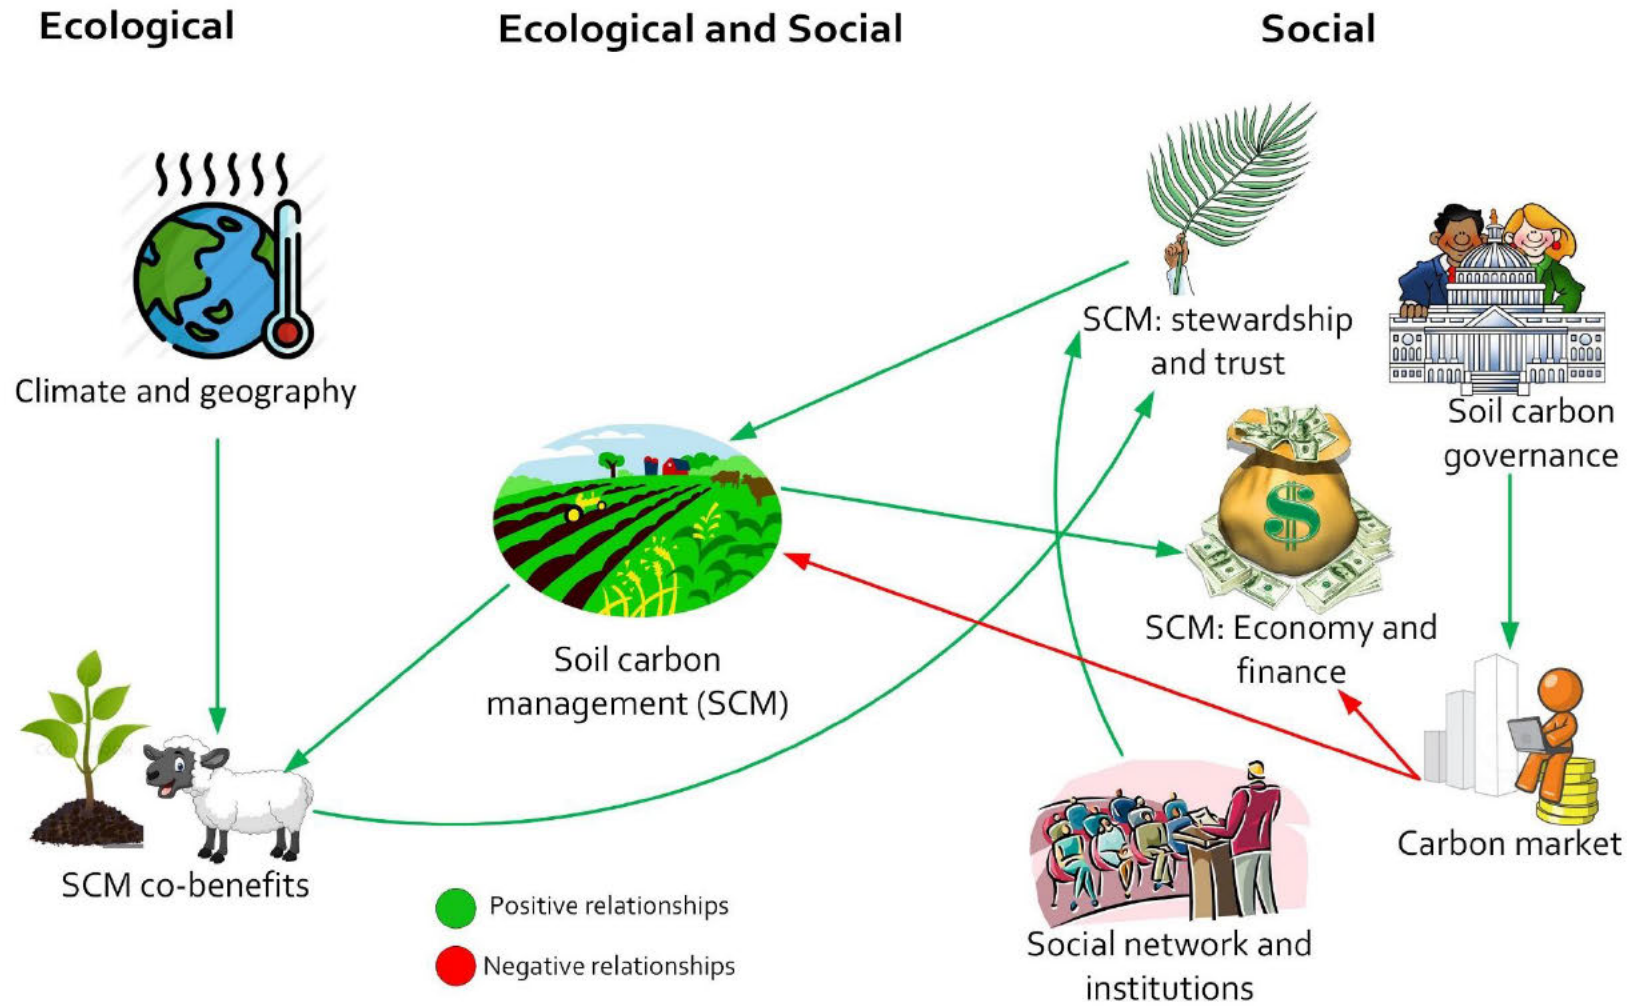 Ecological
Ecological and Social
Social
SCM: stewardship
and trust
Climate and geography
Soil carbon
governance
$
SCM: Economy and
finance
Soil carbon
management (SCM)
Carbon market
SCM co-benefits
Positive relationships
Negative relationships
Social network and
institutions